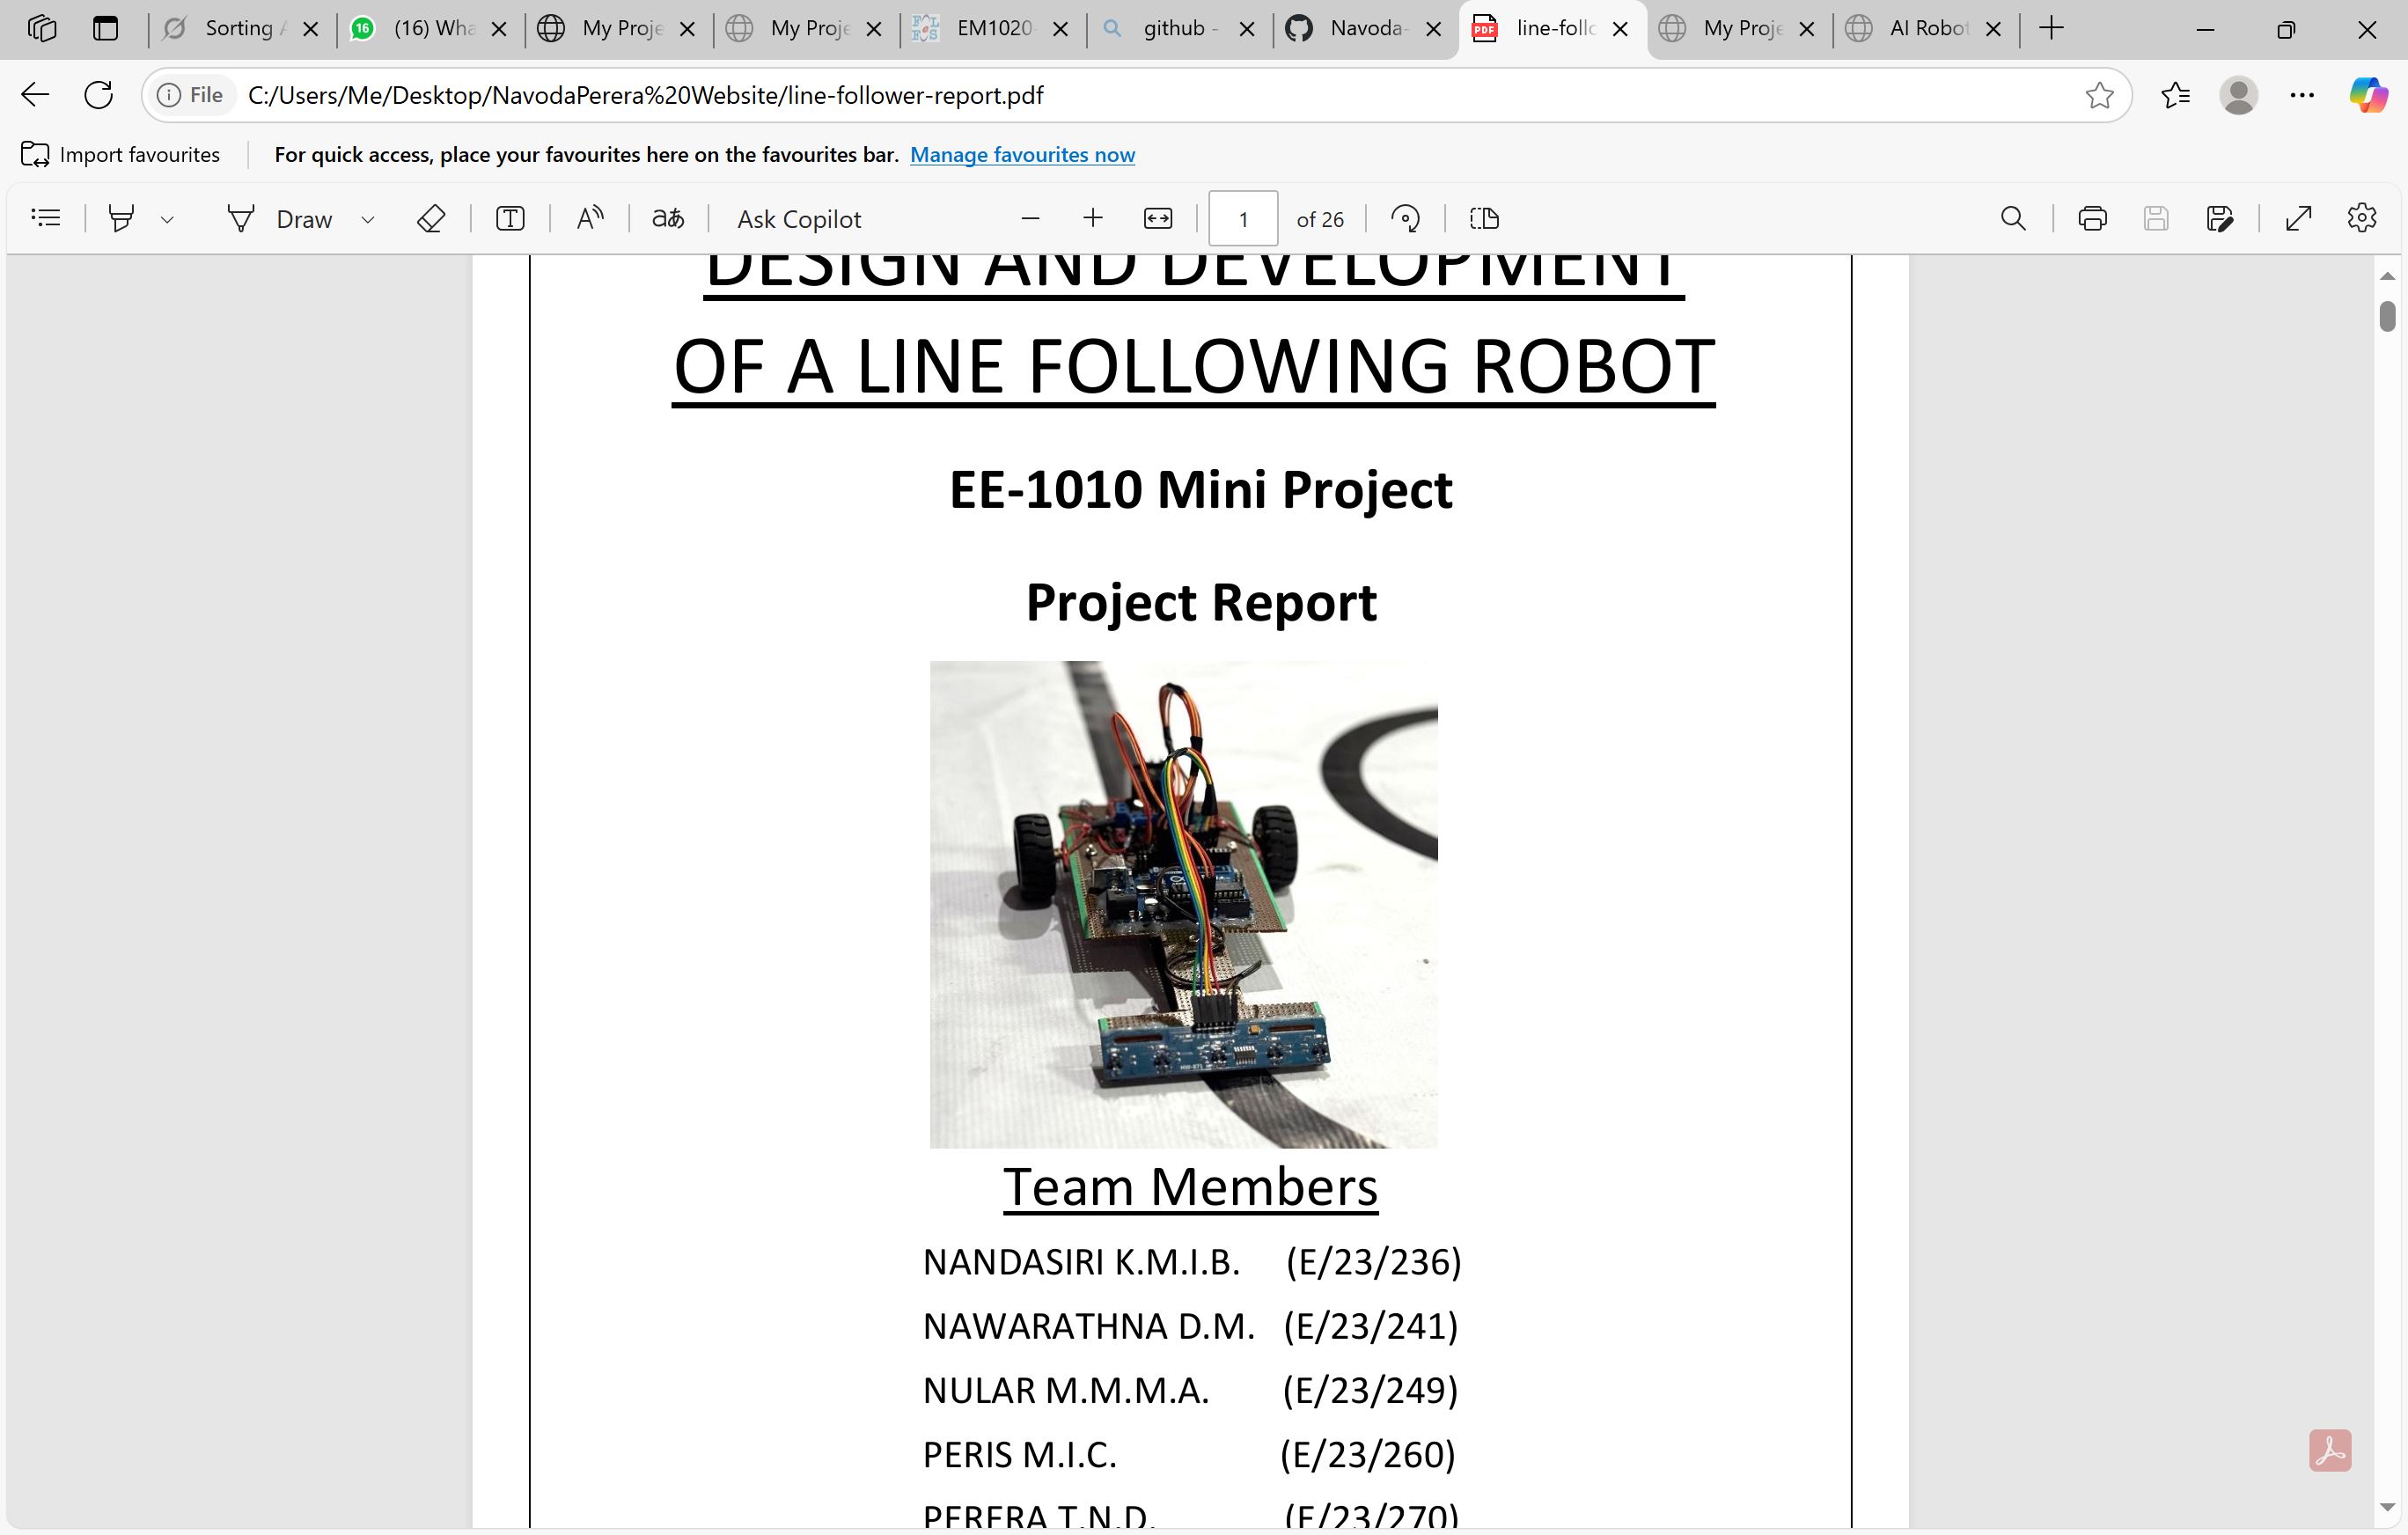 Sorting
(16) Wha
My Proje
My Proje
EM1020
github -
Navoda-
line-follo
My Proje
AI Robot
File
C:/Users/Me/Desktop/NavodaPerera%20Website/line-follower-report.pdf
Import favourites
For quick access, place your favourites here on the favourites bar. Manage favourites now
Draw
Ask Copilot
1 of 26
DESIGN AND DEVELOPMENT
OF A LINE FOLLOWING ROBOT
EE-1010 Mini Project
Project Report
Team Members
NANDASIRI K.M.I.B. (E/23/236)
NAWARATHNA D.M. (E/23/241)
NULAR M.M.M.A. (E/23/249)
PERIS M.I.C. (E/23/260)
PERERA T.N.D. (E/23/270)